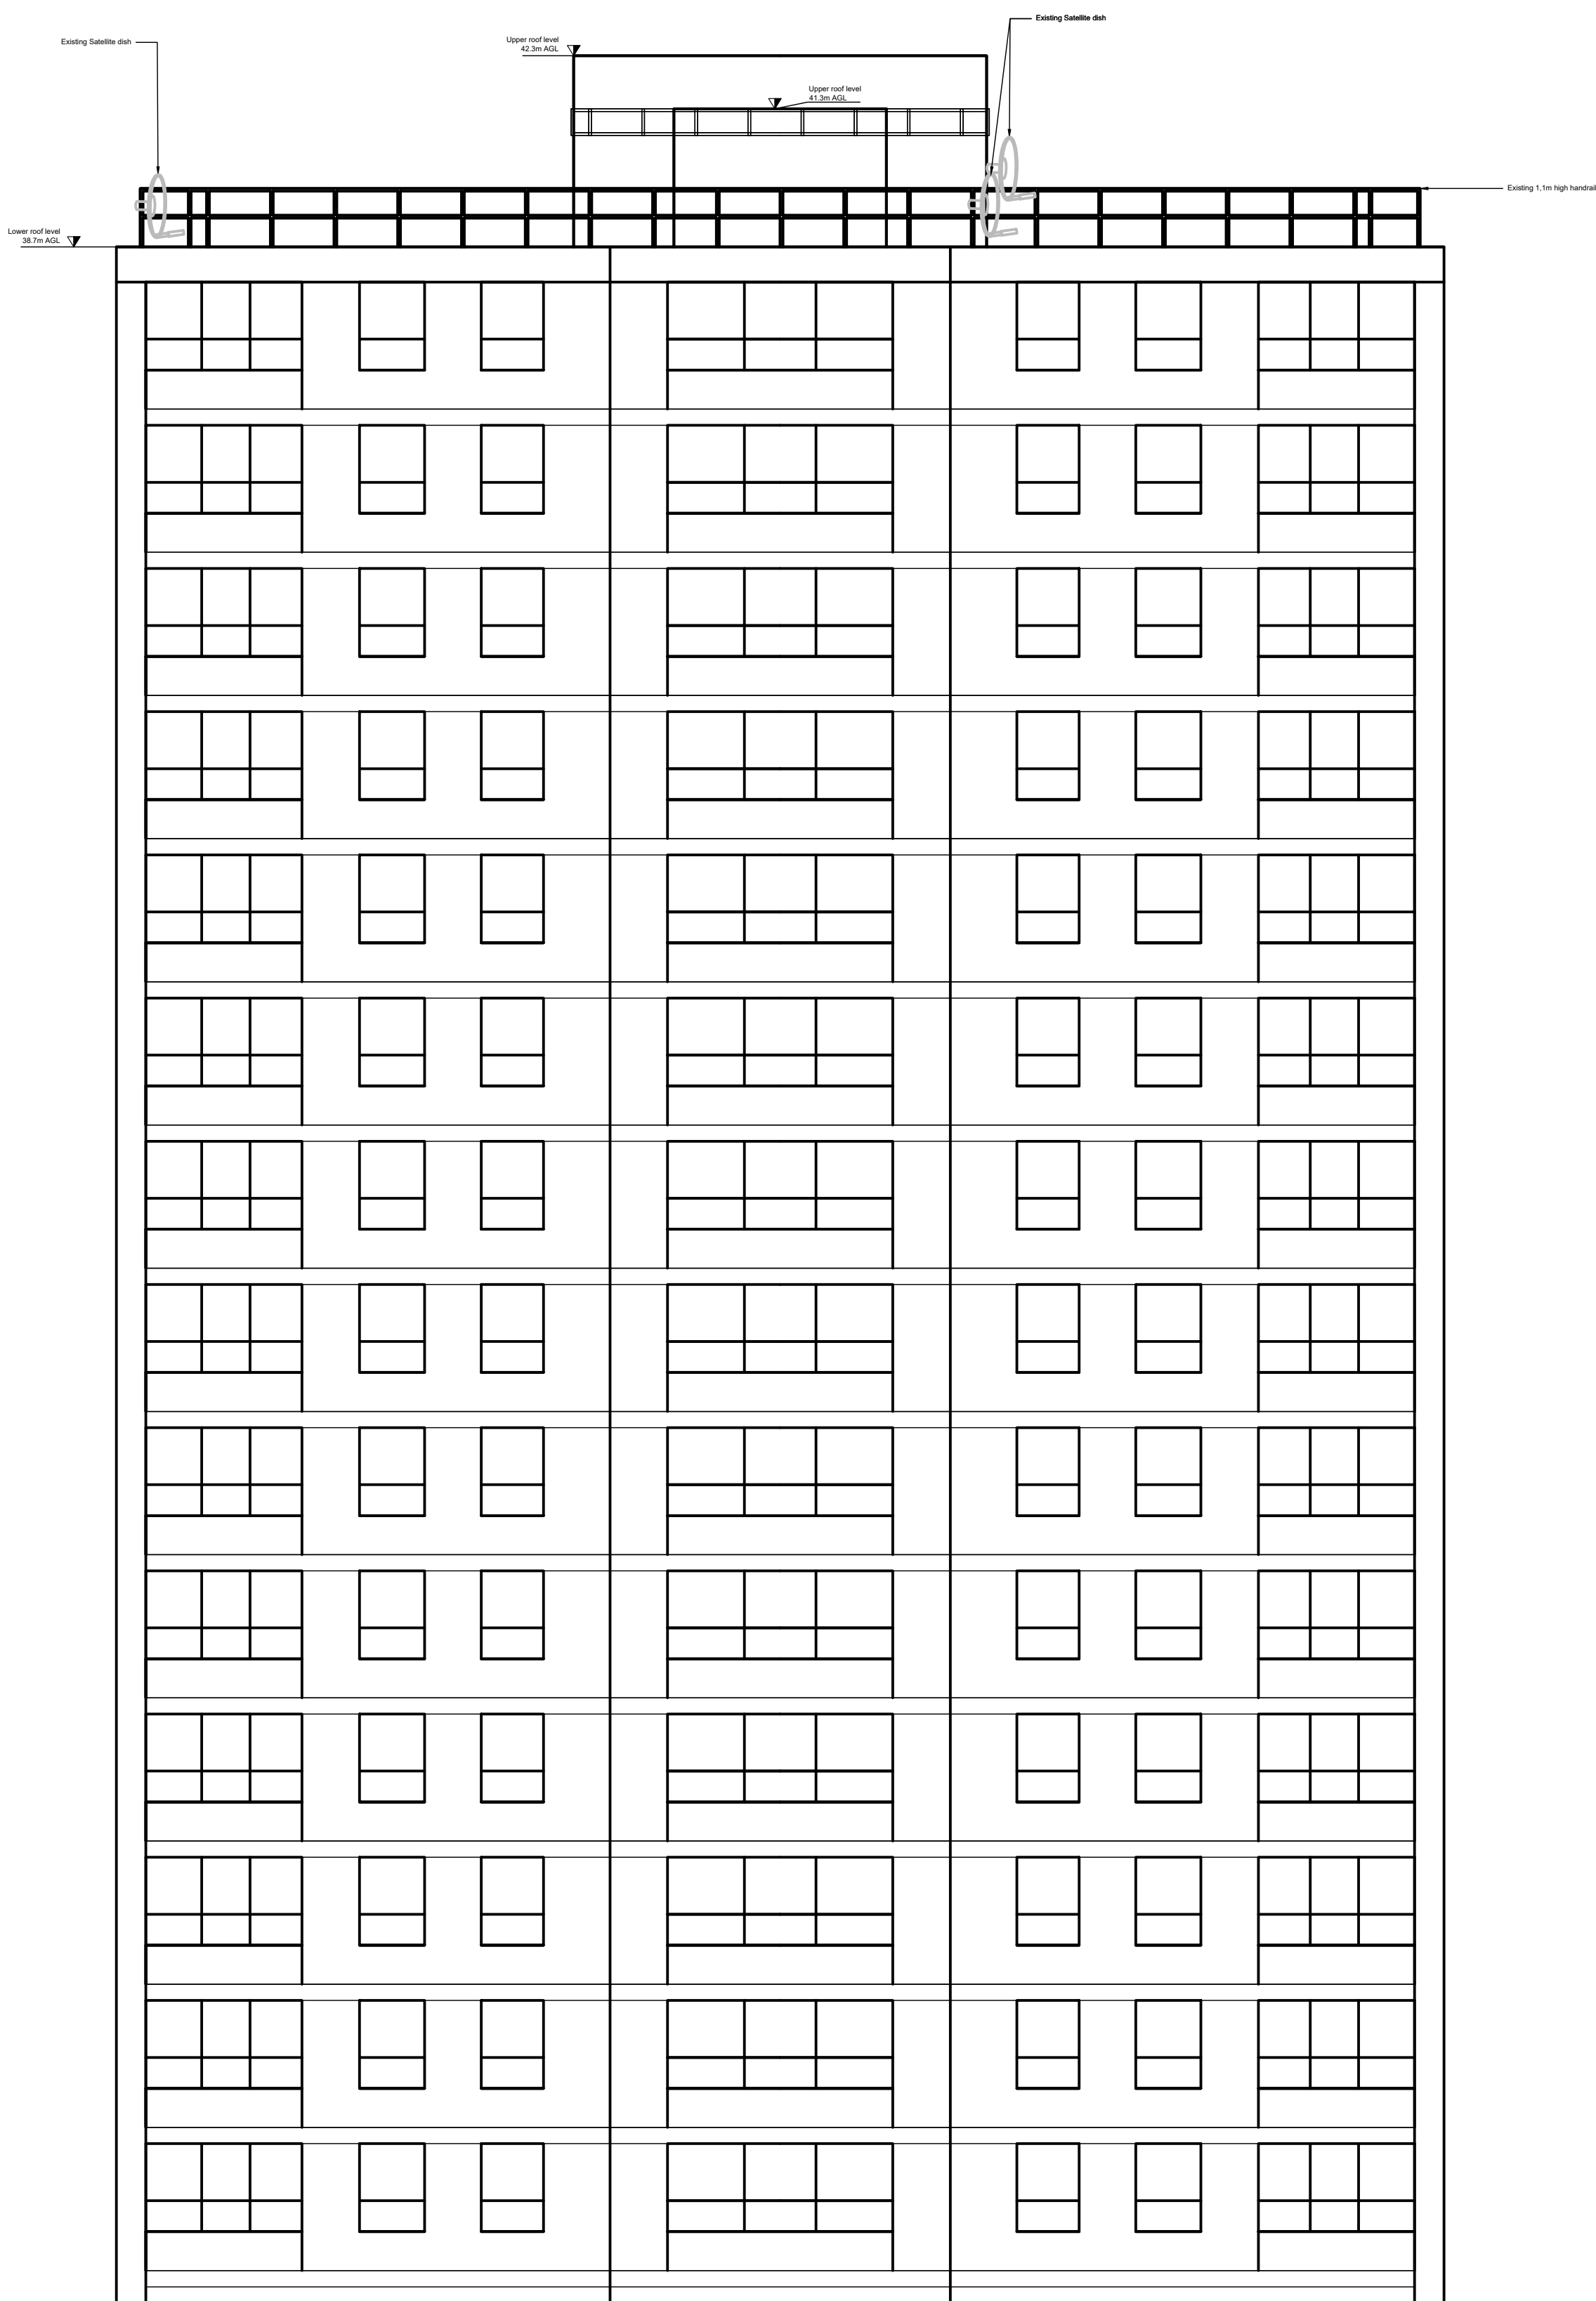 Existing Satellite dish
Existing Satellite dish
Upper roof level
42.3m AGL
Upper roof level
41.3m AGL
Existing 1,1m high handrail
Lower roof level
38.7m AGL